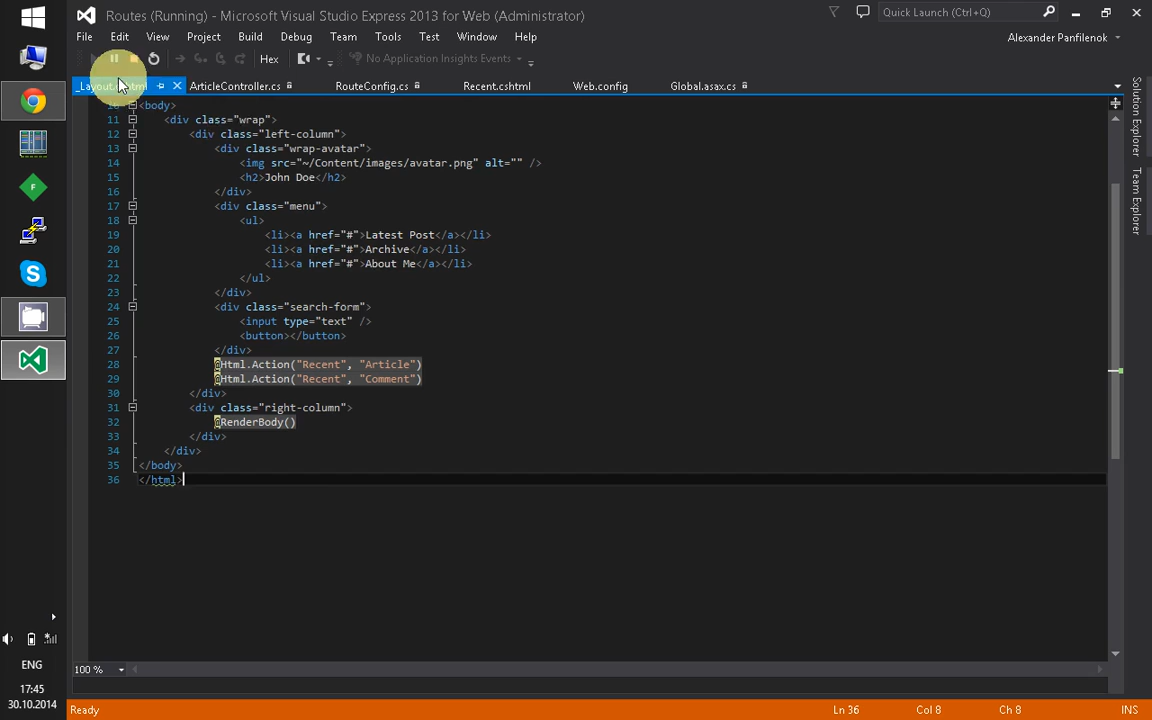 Routes (Running) - Microsoft Visual Studio Express 2013 for Web (Administrator)
Quick Launch (Ctrl+Q)
File Edit View Project Build Debug Team Tools Test Window Help
Alexander Panfilenok
Hex
No Application Insights Events
_Layout.cshtml ArticleController.cs RouteConfig.cs Recent.cshtml Web.config Global.asax.cs
10 <body>
11 <div class="wrap">
12 <div class="left-column">
13 <div class="wrap-avatar">
14 <img src="~/Content/images/avatar.png" alt="" />
15 <h2>John Doe</h2>
16 </div>
17 <div class="menu">
18 <ul>
19 <li><a href="#">Latest Post</a></li>
20 <li><a href="#">Archive</a></li>
21 <li><a href="#">About Me</a></li>
22 </ul>
23 </div>
24 <div class="search-form">
25 <input type="text" />
26 <button></button>
27 </div>
28 @Html.Action("Recent", "Article")
29 @Html.Action("Recent", "Comment")
30 </div>
31 <div class="right-column">
32 @RenderBody()
33 </div>
34 </div>
35 </body>
36 </html>
Solution Explorer
Team Explorer
F
100 %
ENG
17:45
30.10.2014
Ready
Ln 36 Col 8 Ch 8 INS